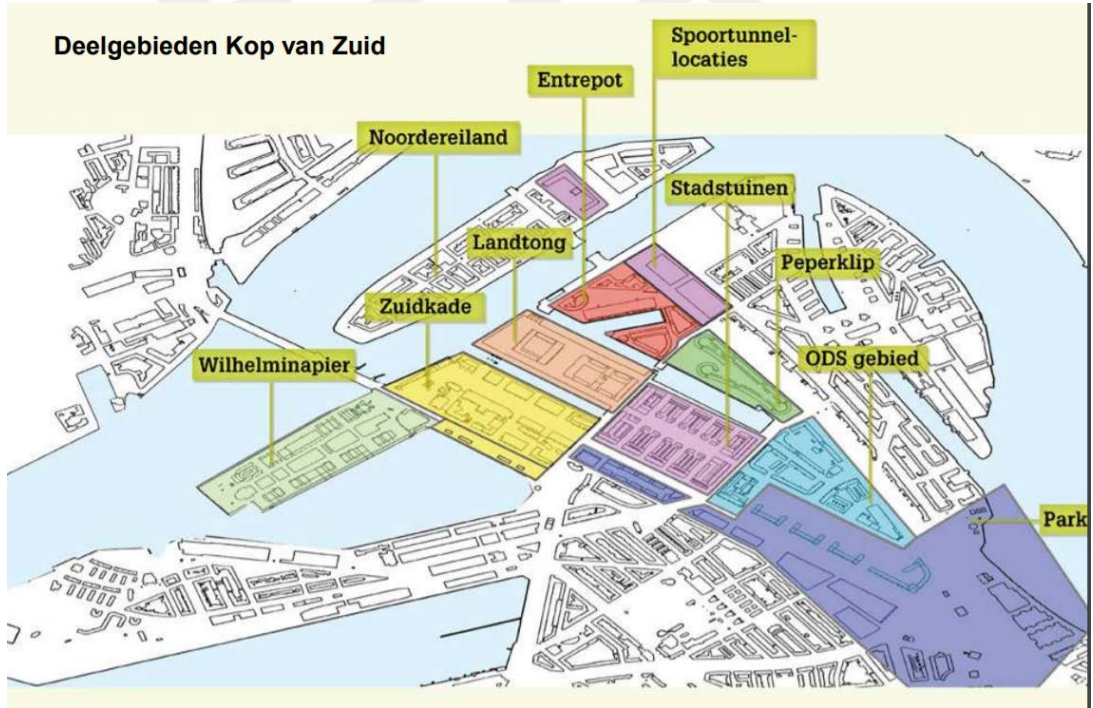 Deelgebieden Kop van Zuid
Spoortunnel-
locaties
Entrepot
Noordereiland
Stadstuinen
Landtong
Peperklip
Zuidkade
ODS gebied
Wilhelminapier
Park